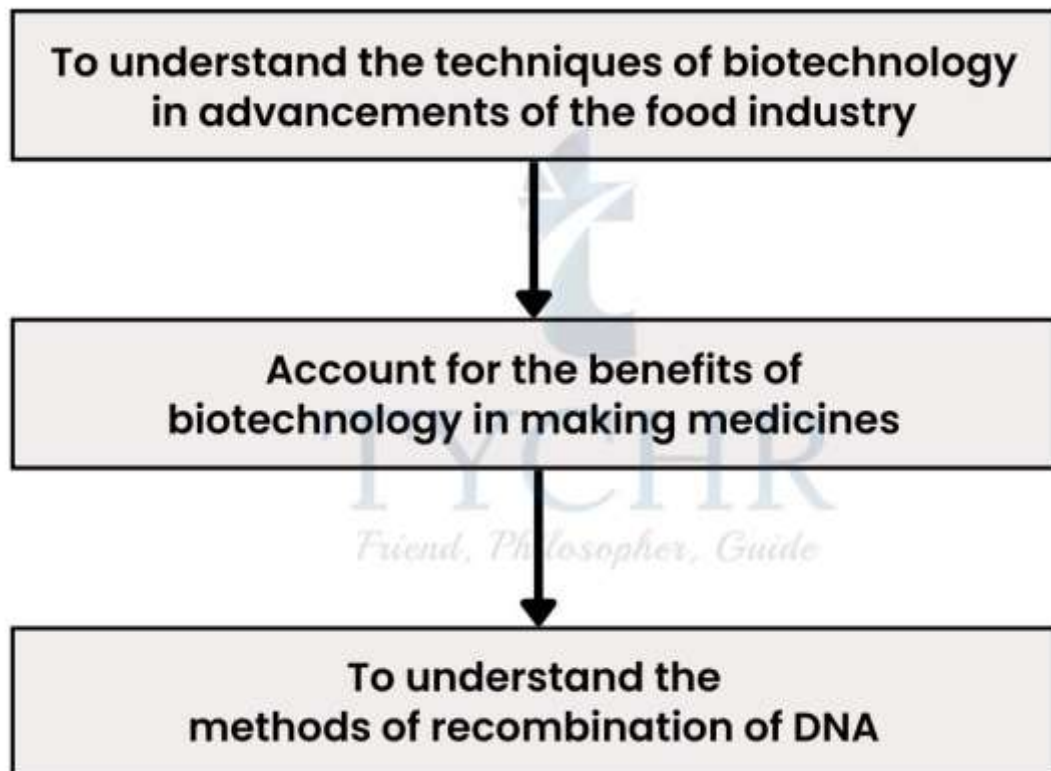 To understand the techniques of biotechnology
in advancements of the food industry
Account for the benefits of
biotechnology in making medicines
TYCHR
Friend, Philosopher, Guide
To understand the
methods of recombination of DNA